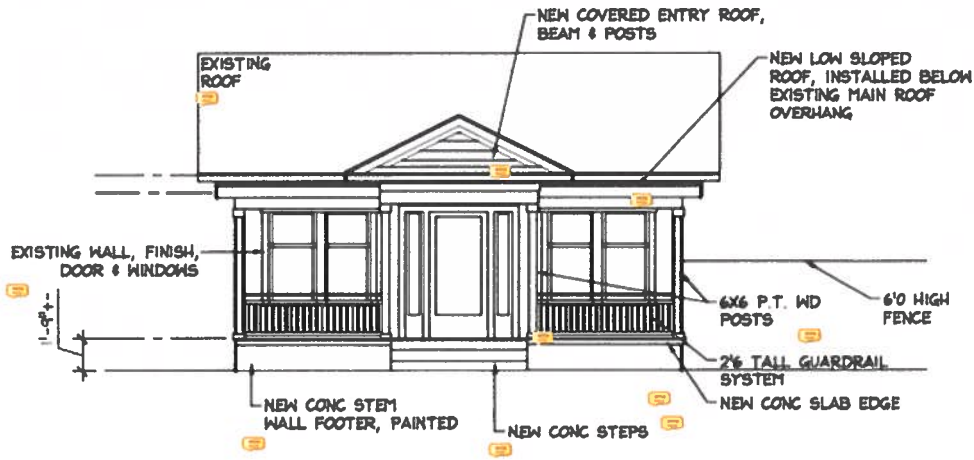 NEW COVERED ENTRY ROOF,
BEAM & POSTS
EXISTING
ROOF
NEW LOW SLOPED
ROOF, INSTALLED BELOW
EXISTING MAIN ROOF
OVERHANG
EXISTING WALL, FINISH,
DOOR & WINDOWS
6X6 P.T. WD
POSTS
6'0 HIGH
FENCE
2'6 TALL GUARDRAIL
SYSTEM
NEW CONC SLAB EDGE
NEW CONC STEM
WALL FOOTER, PAINTED
NEW CONC STEPS